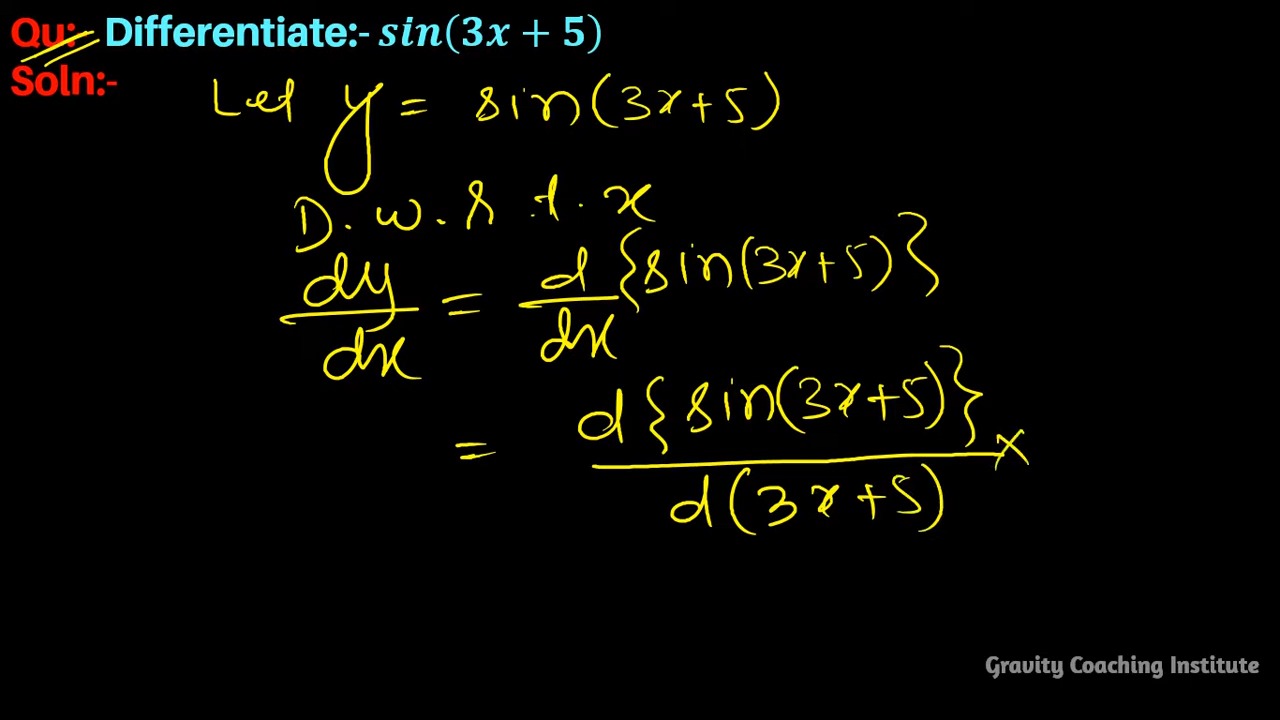 Qu:- Differentiate:- sin(3x + 5)
Soln:-
Let y = sin(3x+5)
D. w. r. t. x
dy/dx = d/dx {sin(3x+5)}
= d{sin(3x+5)}/d(3x+5) ×
Gravity Coaching Institute